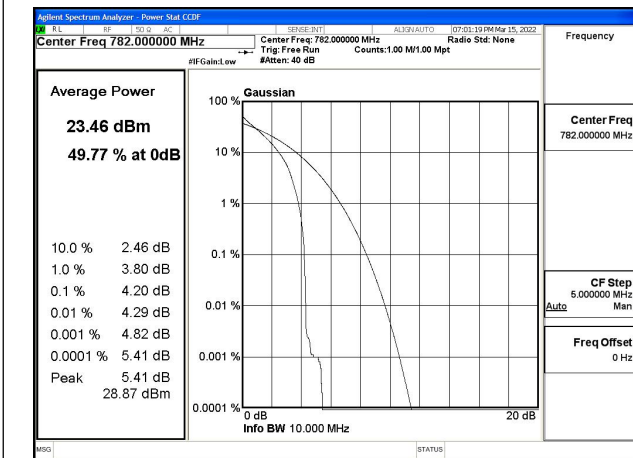 Agilent Spectrum Analyzer - Power Stat CCDF
RL RF 50 Ω AC SENSE:INT ALIGN AUTO 07:01:19 PM Mar 15, 2022
Center Freq 782.000000 MHz
Center Freq: 782.000000 MHz Radio Std: None
Trig: Free Run Counts:1.00 M/1.00 Mpt
#IFGain:Low #Atten: 40 dB
Frequency
Average Power
23.46 dBm
49.77 % at 0dB
10.0 % 2.46 dB
1.0 % 3.80 dB
0.1 % 4.20 dB
0.01 % 4.29 dB
0.001 % 4.82 dB
0.0001 % 5.41 dB
Peak 5.41 dB
28.87 dBm
Gaussian
100 %
10 %
1 %
0.1 %
0.01 %
0.001 %
0.0001 %
0 dB 20 dB
Info BW 10.000 MHz
Center Freq
782.000000 MHz
CF Step
5.000000 MHz
Auto Man
Freq Offset
0 Hz
MSG STATUS